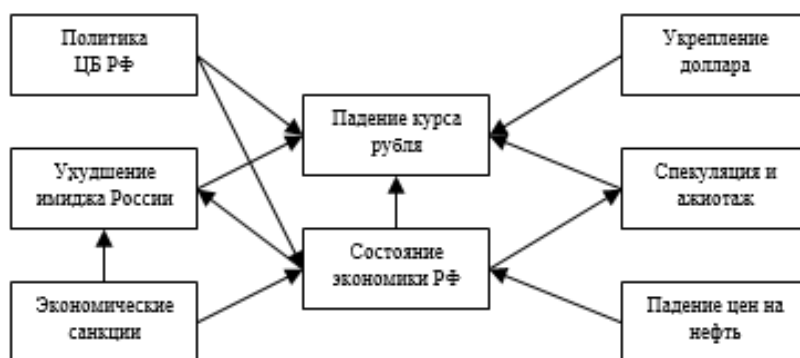 Политика
ЦБ РФ
Укрепление
доллара
Падение курса
рубля
Ухудшение
имиджа России
Спекуляция и
ажиотаж
Состояние
экономики РФ
Экономические
санкции
Падение цен на
нефть